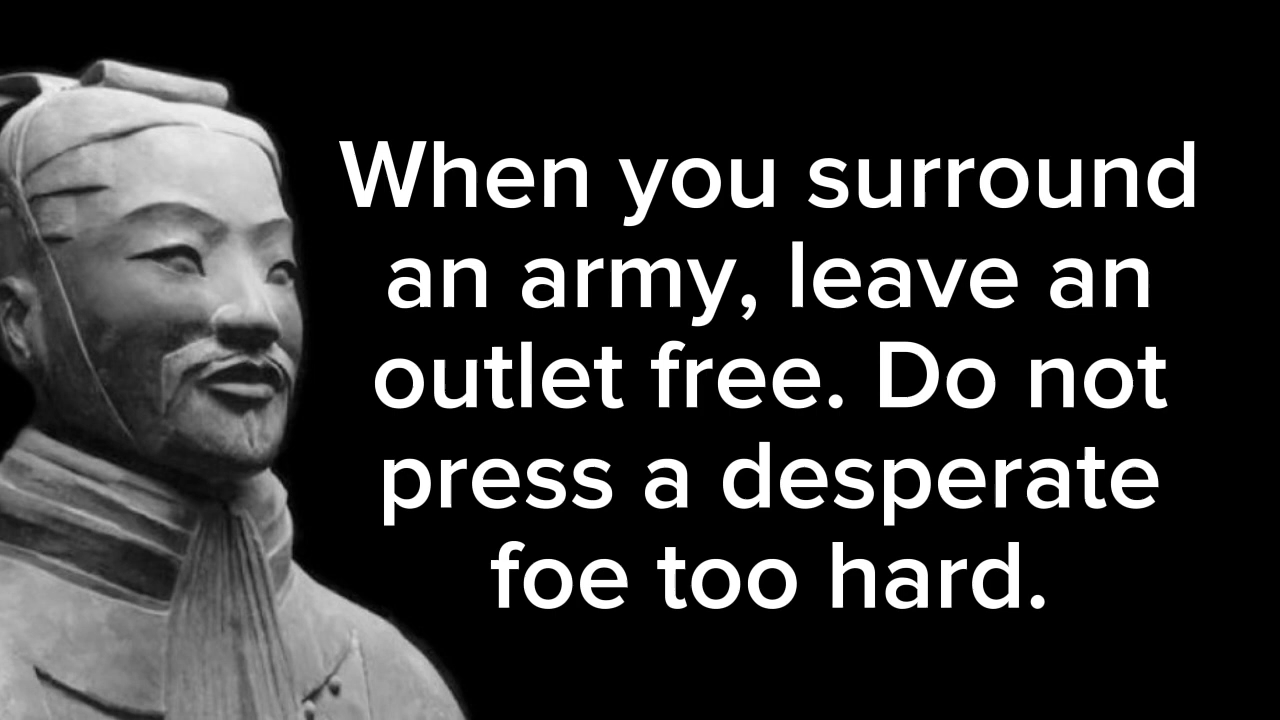 When you surround
an army, leave an
outlet free. Do not
press a desperate
foe too hard.